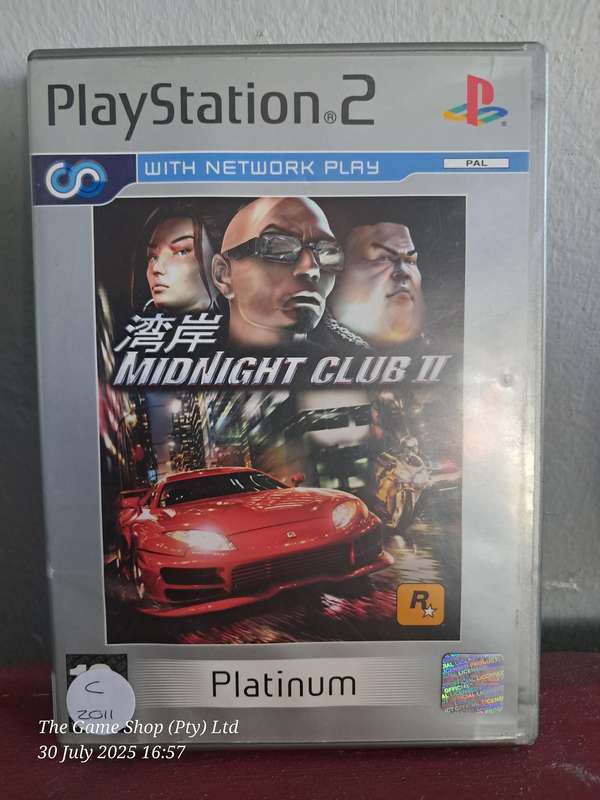 PlayStation®2
WITH NETWORK PLAY
PAL
湾岸
MIDNIGHT CLUB II
R
Platinum
C
2011
The Game Shop (Pty) Ltd
30 July 2025 16:57